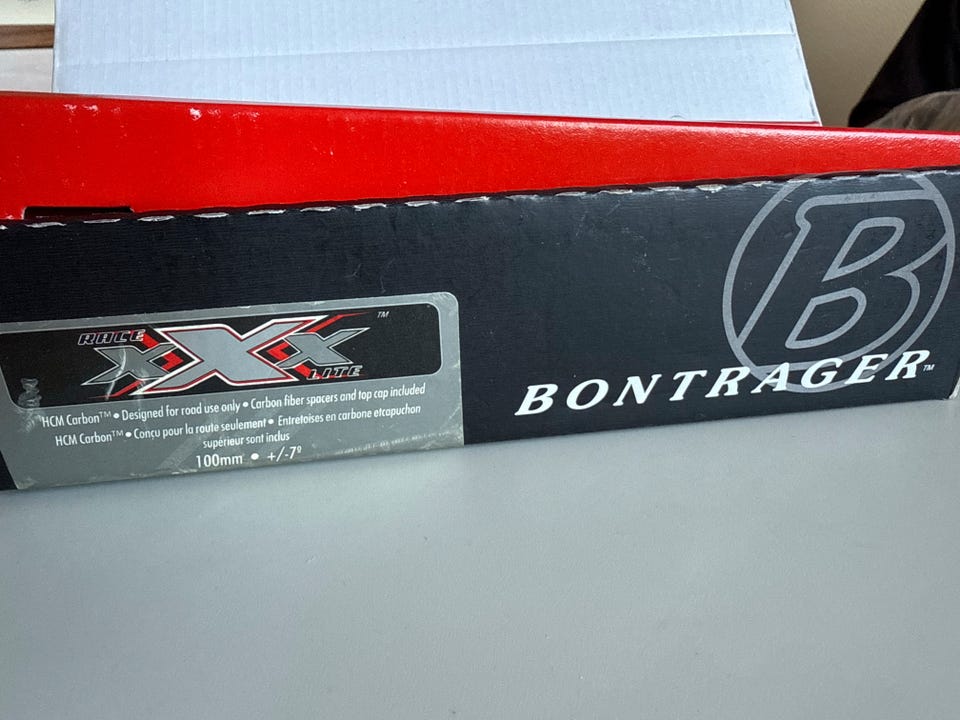 RACE
XXX
LITE
™
HCM Carbon™ • Designed for road use only • Carbon fiber spacers and top cap included
HCM Carbon™ • Conçu pour la route seulement • Entretoises en carbone etcapuchon
supérieur sont inclus
100mm • +/-7º
B
BONTRAGER™